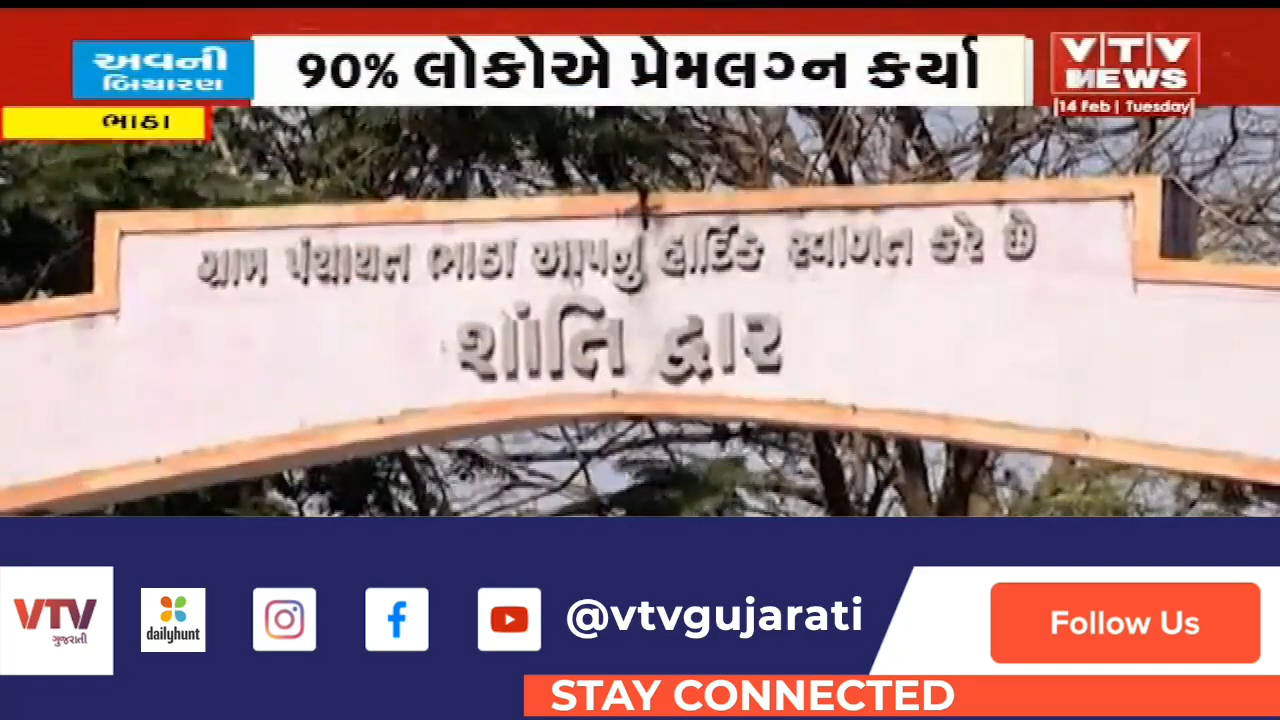 અવની
બિચારણ
90% લોકોએ પ્રેમલગ્ન કર્યા
VTV
NEWS
14 Feb | Tuesday
ભાઠા
ગ્રામ પંચાયત ભાઠા આપનું હાર્દિક સ્વાગત કરે છે
શાંતિ દ્વાર
VTV
ગુજરાતી
dailyhunt
@vtvgujarati
Follow Us
STAY CONNECTED